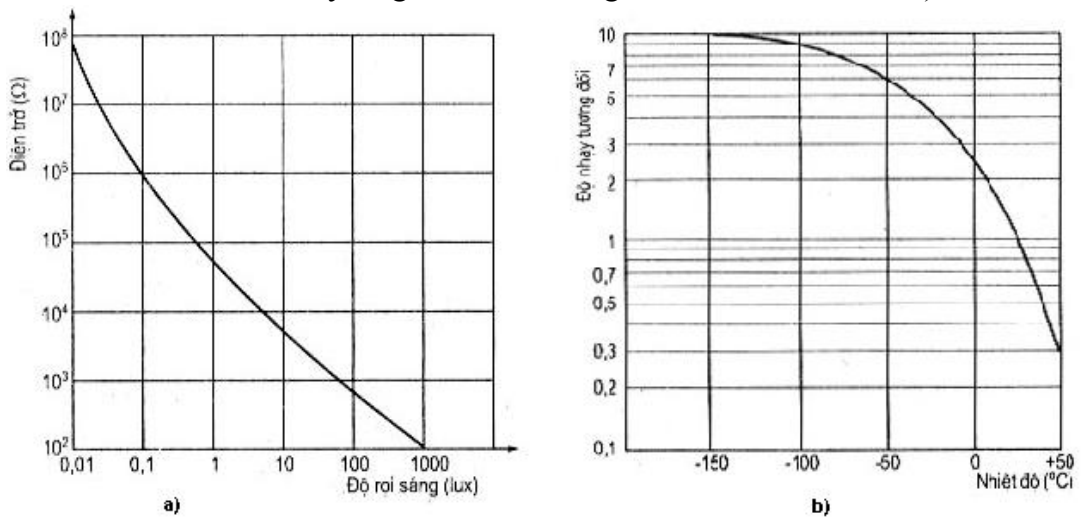 Điện trở (Ω)
10⁸
10⁷
10⁶
10⁵
10⁴
10³
10²
0,01 0,1 1 10 100 1000
Độ rọi sáng (lux)
a)
Độ nhạy tương đối
10
7
5
3
2
1
0,7
0,5
0,3
0,2
0,1
-150 -100 -50 0 +50
Nhiệt độ (⁰C
b)